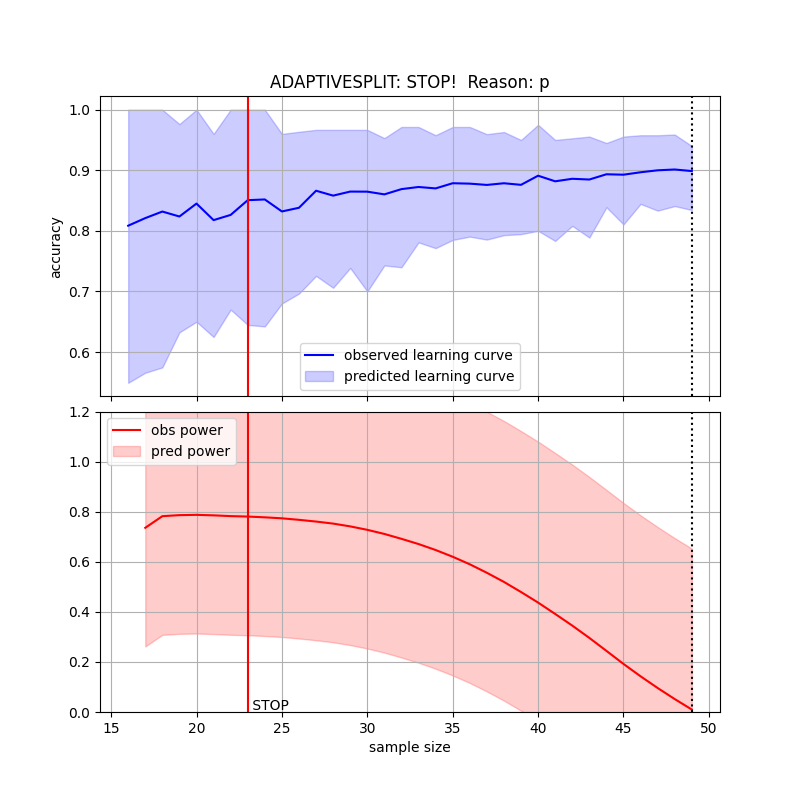 ADAPTIVESPLIT: STOP!  Reason: p
1.0
0.9
0.8
0.7
0.6
accuracy
observed learning curve
predicted learning curve
1.2
1.0
0.8
0.6
0.4
0.2
0.0
obs power
pred power
STOP
15 20 25 30 35 40 45 50
sample size